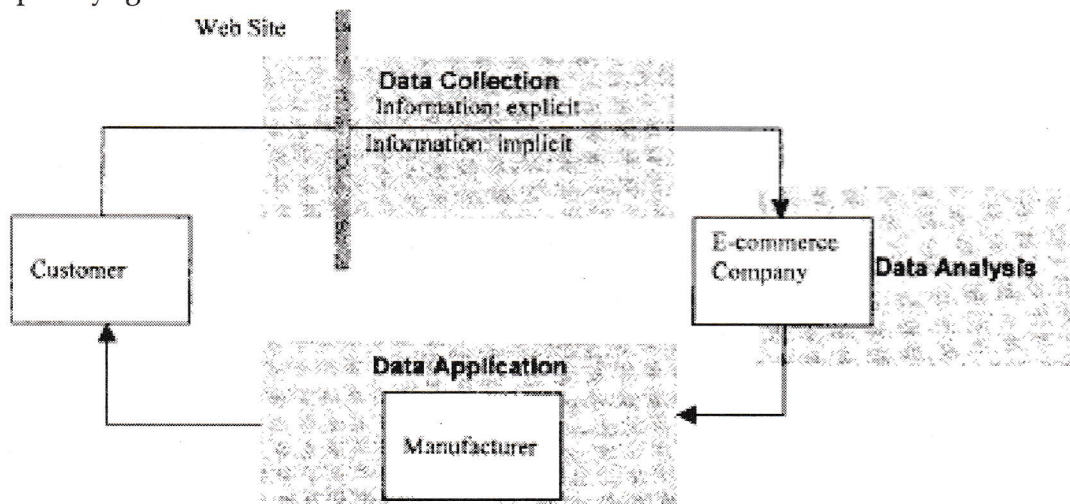 Web Site
Data Collection
Information: explicit
Information: implicit
Customer
E-commerce
Company
Data Analysis
Data Application
Manufacturer